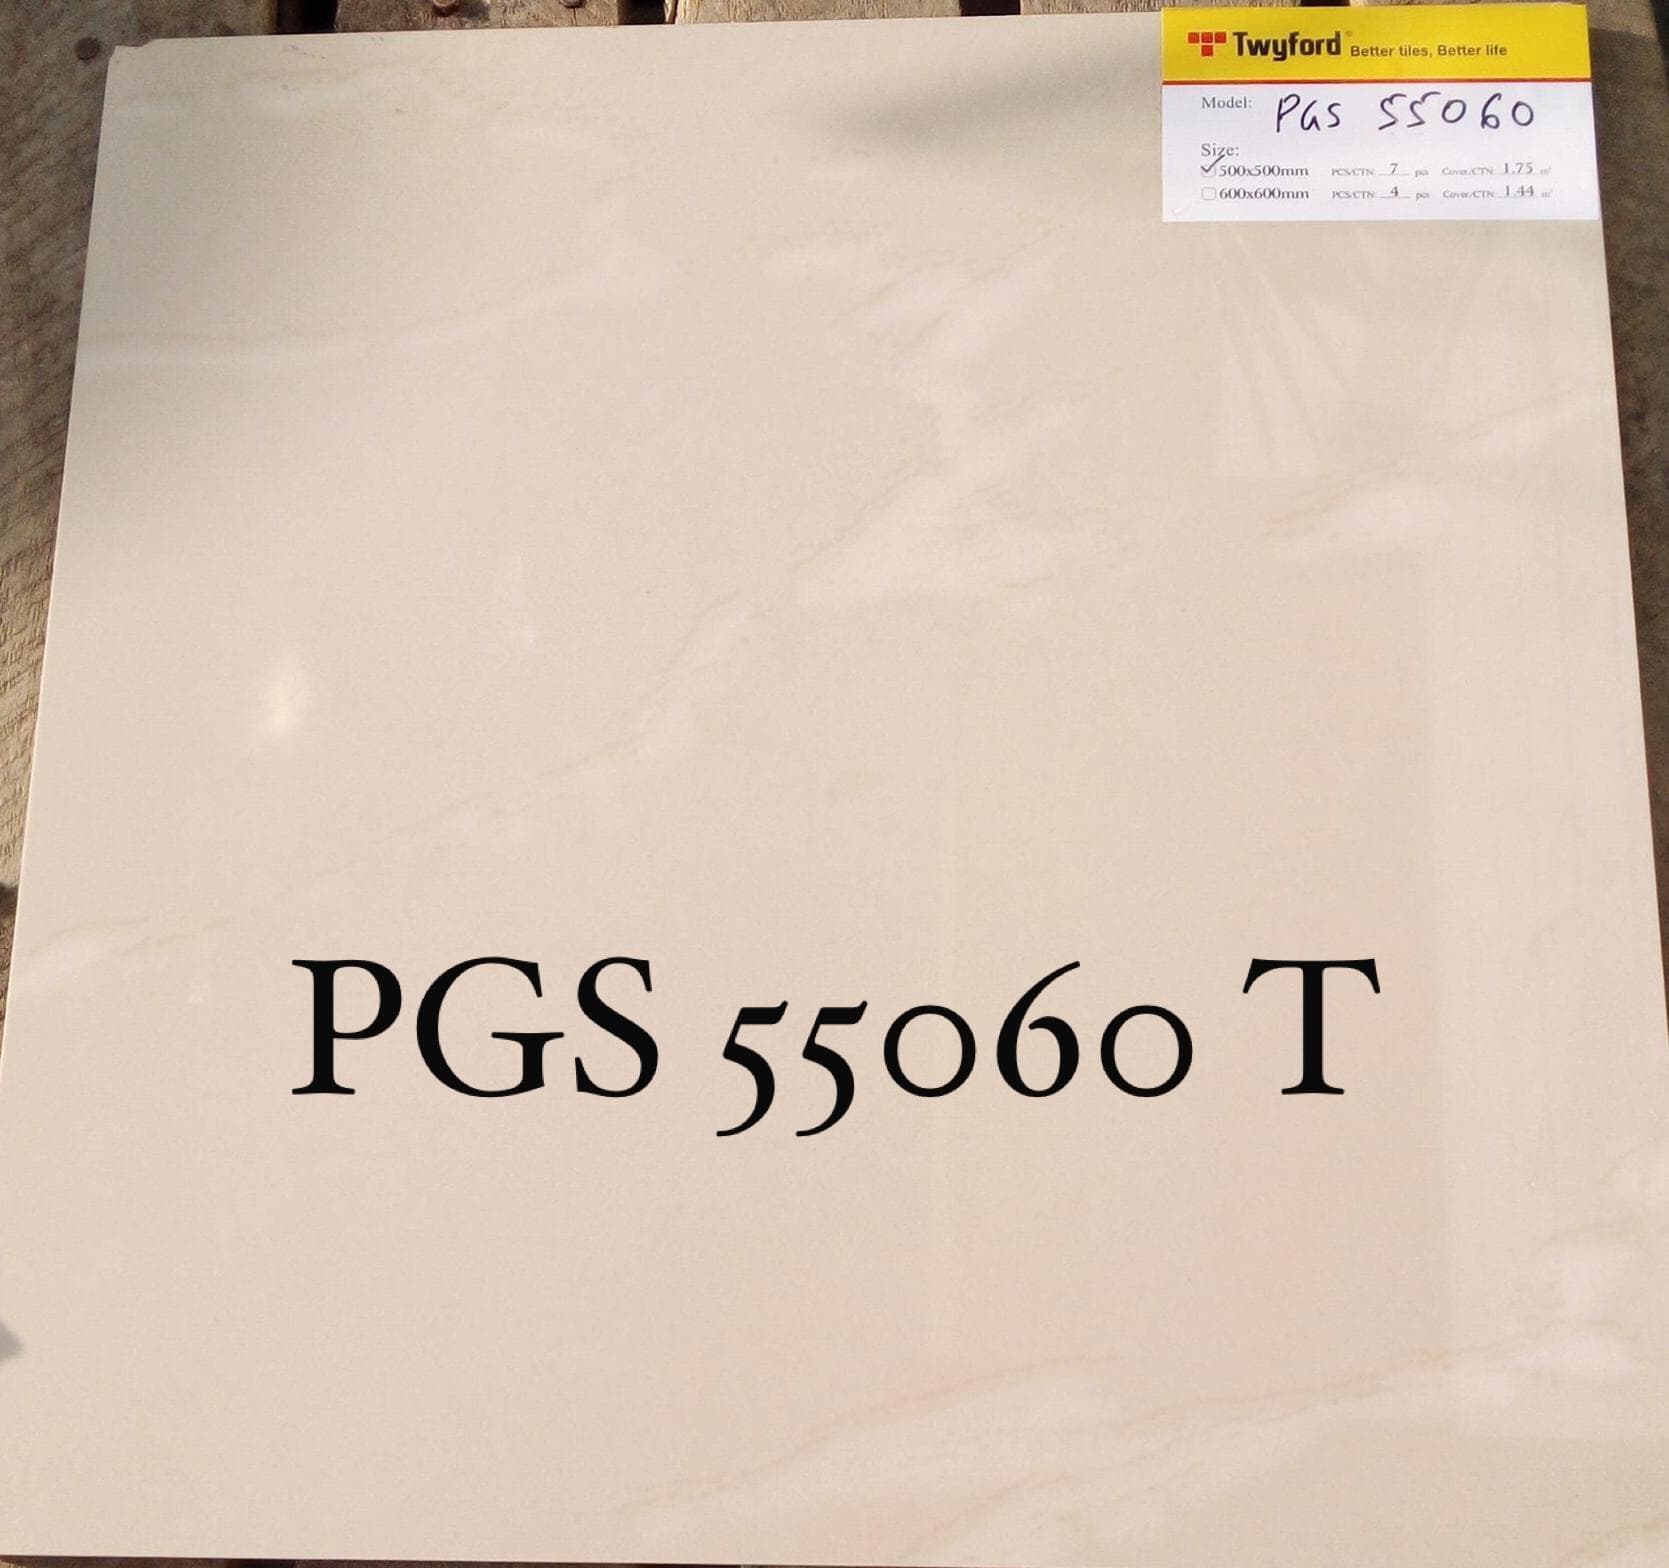 Twyford® Better tiles, Better life
Model: PGS 55060
Size:
500x500mm PCS/CTN: 7 pcs Cover/CTN: 1.75 m²
600x600mm PCS/CTN: 4 pcs Cover/CTN: 1.44 m²
PGS 55060 T